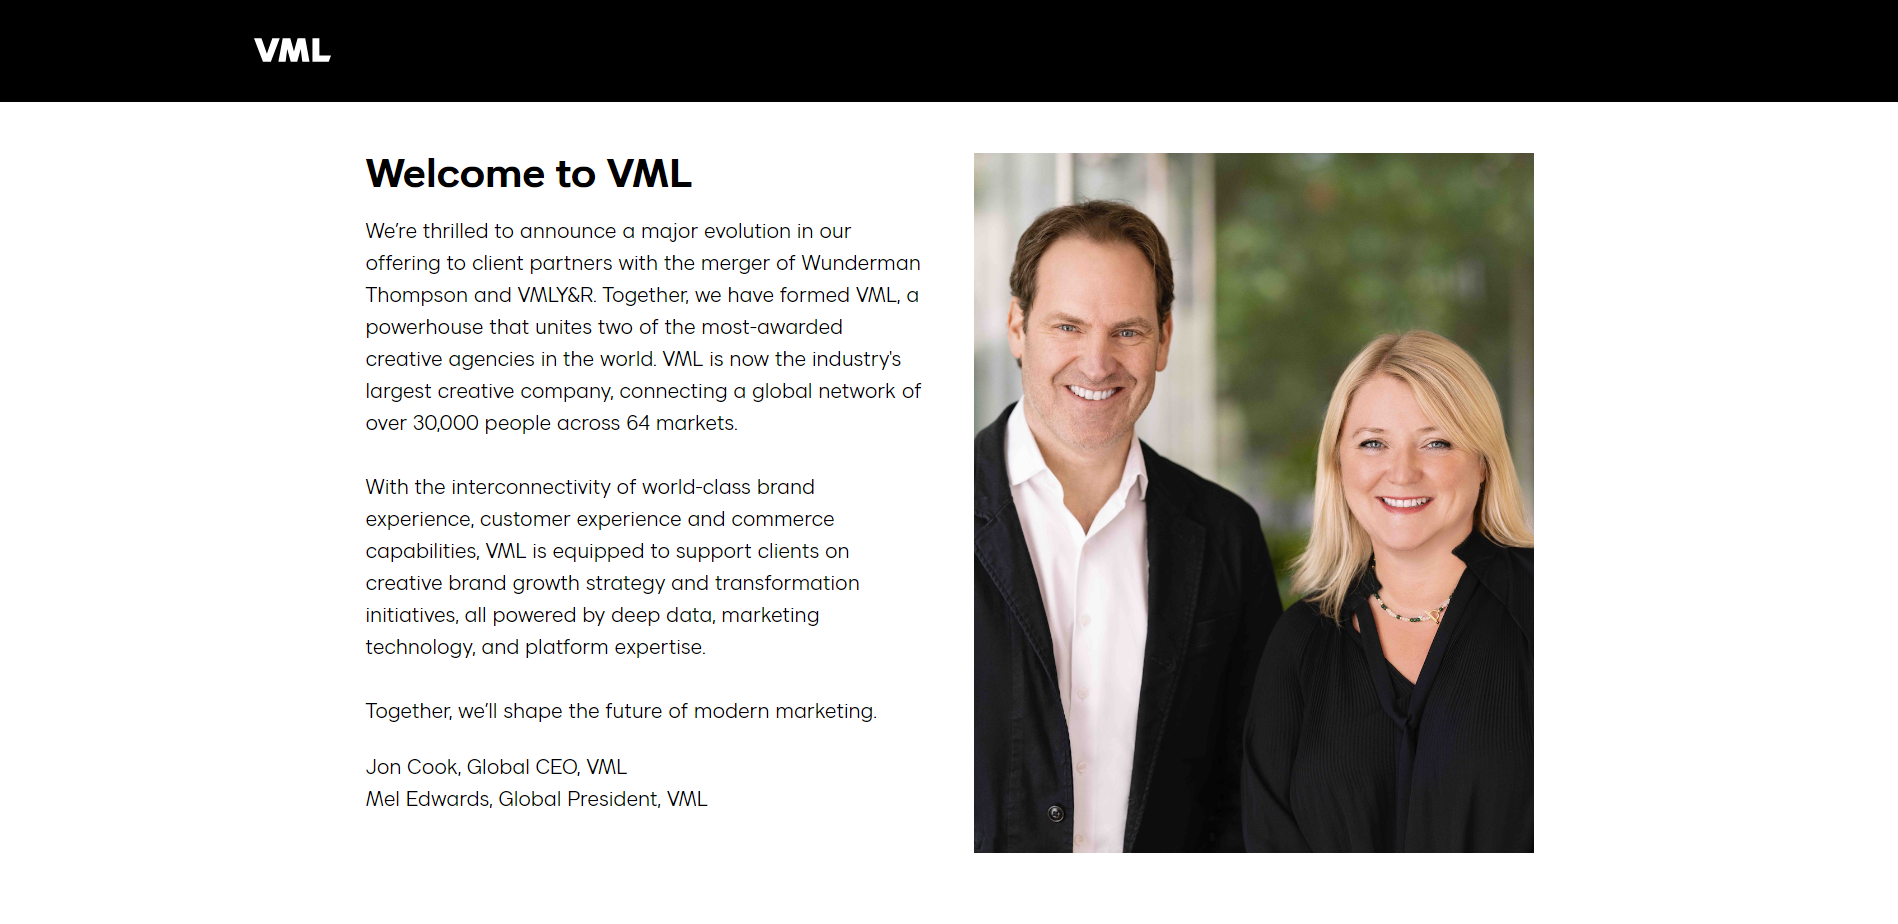 VML
Welcome to VML
We’re thrilled to announce a major evolution in our
offering to client partners with the merger of Wunderman
Thompson and VMLY&R. Together, we have formed VML, a
powerhouse that unites two of the most-awarded
creative agencies in the world. VML is now the industry's
largest creative company, connecting a global network of
over 30,000 people across 64 markets.
With the interconnectivity of world-class brand
experience, customer experience and commerce
capabilities, VML is equipped to support clients on
creative brand growth strategy and transformation
initiatives, all powered by deep data, marketing
technology, and platform expertise.
Together, we’ll shape the future of modern marketing.
Jon Cook, Global CEO, VML
Mel Edwards, Global President, VML